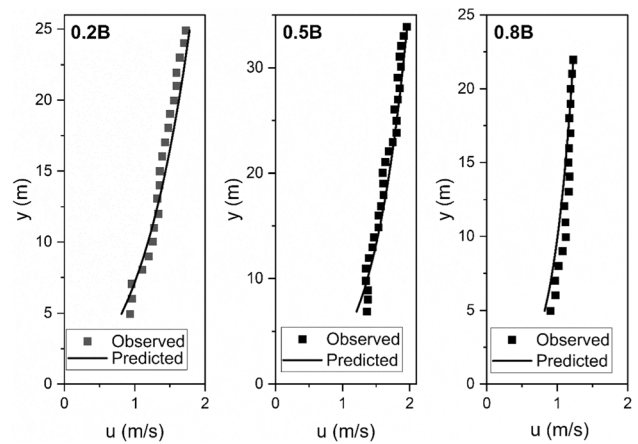 0.2B
0.5B
0.8B
25
20
15
10
5
0
y (m)
30
20
10
0
y (m)
25
20
15
10
5
0
y (m)
Observed
Predicted
Observed
Predicted
Observed
Predicted
0 1 2
0 1 2
0 1 2
u (m/s)
u (m/s)
u (m/s)